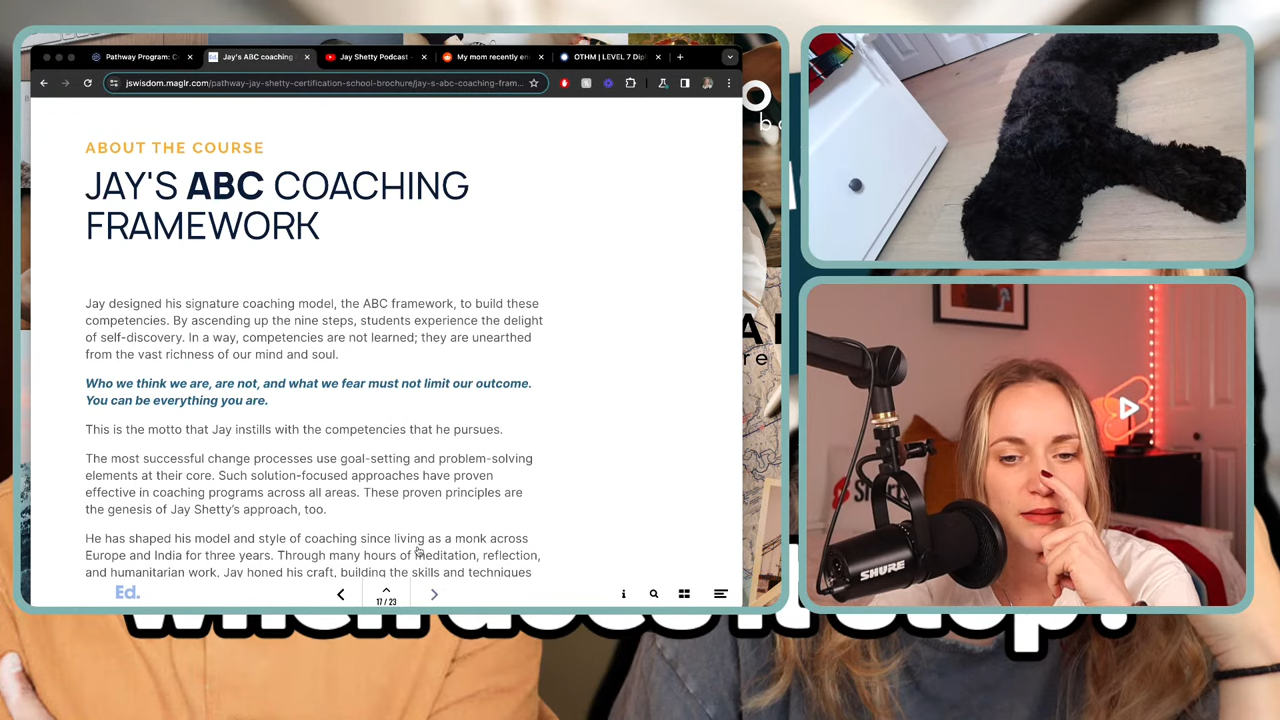 Pathway Program: C
Jay's ABC coaching
Jay Shetty Podcast
My mom recently en
OTHM | LEVEL 7 Dip
jswisdom.maglr.com/pathway-jay-shetty-certification-school-brochure/jay-s-abc-coaching-fram...
ABOUT THE COURSE
JAY'S ABC COACHING
FRAMEWORK
Jay designed his signature coaching model, the ABC framework, to build these
competencies. By ascending up the nine steps, students experience the delight
of self-discovery. In a way, competencies are not learned; they are unearthed
from the vast richness of our mind and soul.
Who we think we are, are not, and what we fear must not limit our outcome.
You can be everything you are.
This is the motto that Jay instills with the competencies that he pursues.
The most successful change processes use goal-setting and problem-solving
elements at their core. Such solution-focused approaches have proven
effective in coaching programs across all areas. These proven principles are
the genesis of Jay Shetty's approach, too.
He has shaped his model and style of coaching since living as a monk across
Europe and India for three years. Through many hours of meditation, reflection,
and humanitarian work, Jay honed his craft, building the skills and techniques
Ed.
17 / 23
SHURE
when does it stop?